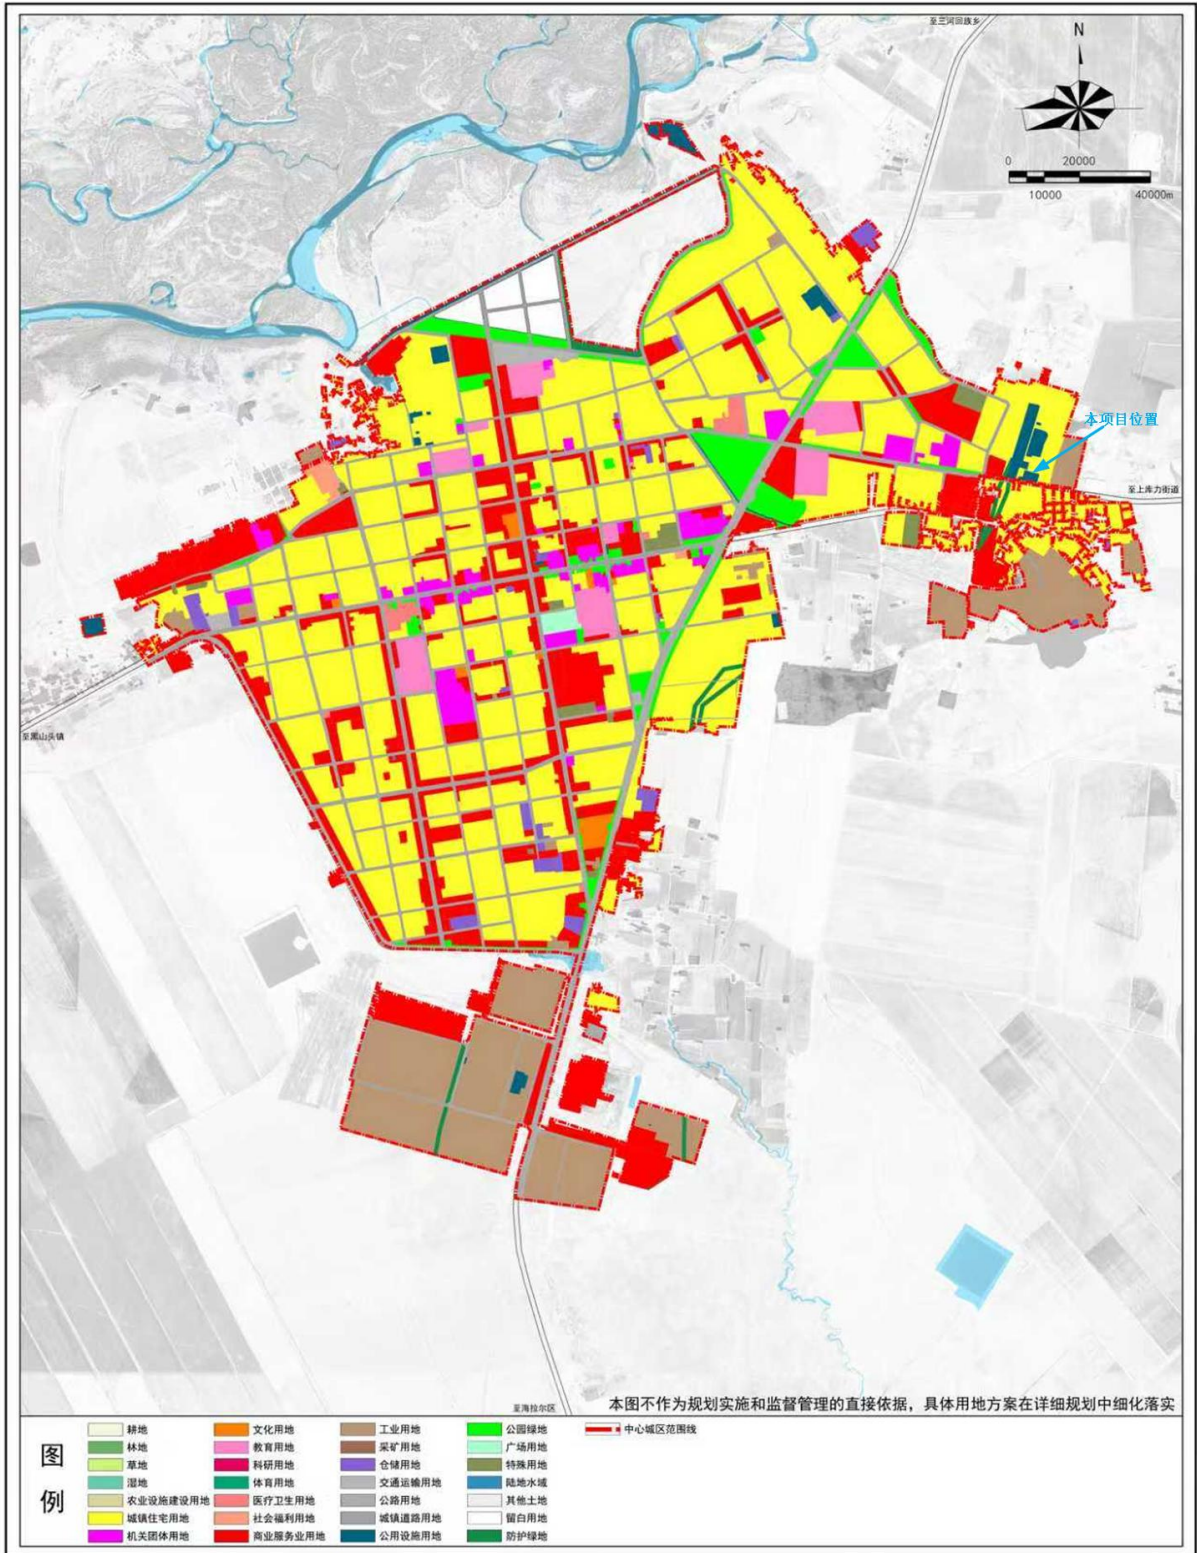 至三河回族乡
N
0 20000
10000 40000m
本项目位置
至上库力街道
至黑山头镇
至海拉尔区
本图不作为规划实施和监督管理的直接依据，具体用地方案在详细规划中细化落实
图例
耕地
林地
草地
湿地
农业设施建设用地
城镇住宅用地
机关团体用地
文化用地
教育用地
科研用地
体育用地
医疗卫生用地
社会福利用地
商业服务业用地
工业用地
采矿用地
仓储用地
交通运输用地
公路用地
城镇道路用地
公用设施用地
公园绿地
广场用地
特殊用地
陆地水域
其他土地
留白用地
防护绿地
中心城区范围线